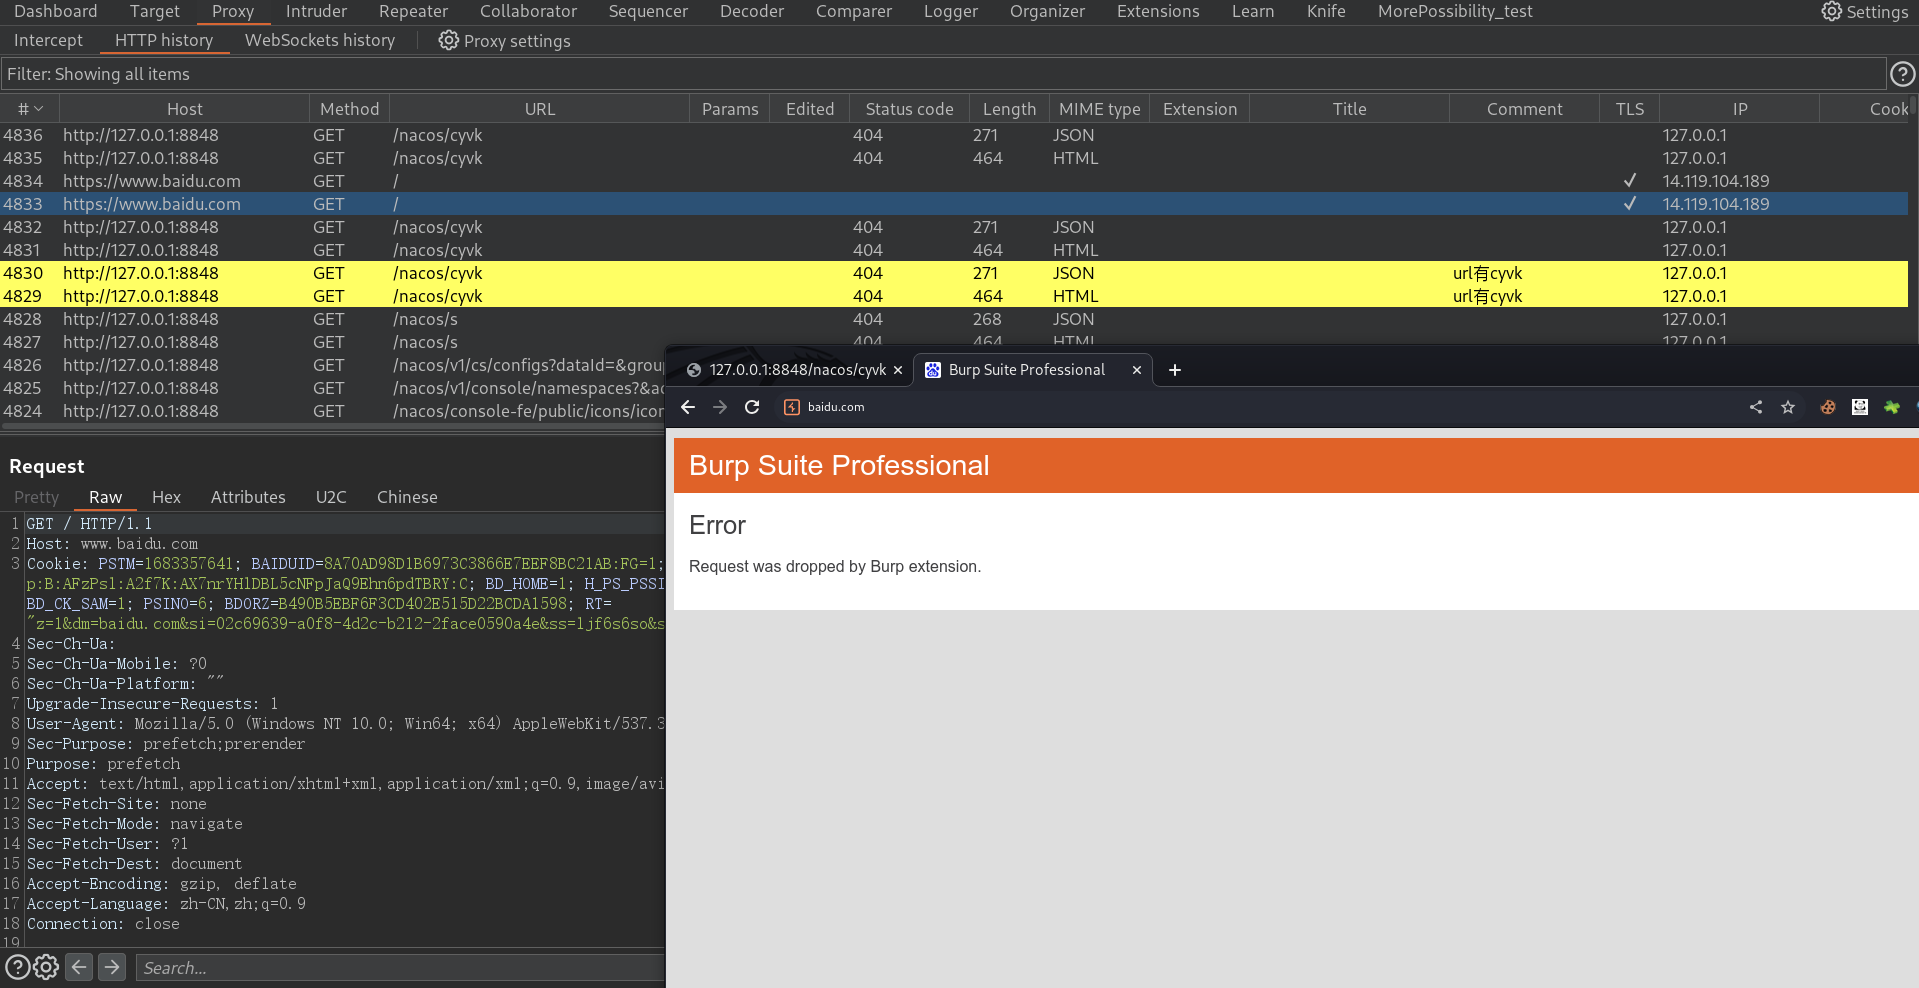 Dashboard Target Proxy Intruder Repeater Collaborator Sequencer Decoder Comparer Logger Organizer Extensions Learn Knife MorePossibility_test Settings
Intercept HTTP history WebSockets history Proxy settings
Filter: Showing all items
# Host Method URL Params Edited Status code Length MIME type Extension Title Comment TLS IP Cook
4836 http://127.0.0.1:8848 GET /nacos/cyvk 404 271 JSON 127.0.0.1
4835 http://127.0.0.1:8848 GET /nacos/cyvk 404 464 HTML 127.0.0.1
4834 https://www.baidu.com GET / ✓ 14.119.104.189
4833 https://www.baidu.com GET / ✓ 14.119.104.189
4832 http://127.0.0.1:8848 GET /nacos/cyvk 404 271 JSON 127.0.0.1
4831 http://127.0.0.1:8848 GET /nacos/cyvk 404 464 HTML 127.0.0.1
4830 http://127.0.0.1:8848 GET /nacos/cyvk 404 271 JSON url有cyvk 127.0.0.1
4829 http://127.0.0.1:8848 GET /nacos/cyvk 404 464 HTML url有cyvk 127.0.0.1
4828 http://127.0.0.1:8848 GET /nacos/s 404 268 JSON 127.0.0.1
4827 http://127.0.0.1:8848 GET /nacos/s 404 464 HTML 127.0.0.1
4826 http://127.0.0.1:8848 GET /nacos/v1/cs/configs?dataId=&grou
4825 http://127.0.0.1:8848 GET /nacos/v1/console/namespaces?&a
4824 http://127.0.0.1:8848 GET /nacos/console-fe/public/icons/icon
127.0.0.1:8848/nacos/cyvk Burp Suite Professional
baidu.com
Burp Suite Professional
Error
Request was dropped by Burp extension.
Request
Pretty Raw Hex Attributes U2C Chinese
1 GET / HTTP/1.1
2 Host: www.baidu.com
3 Cookie: PSTM=1683357641; BAIDUID=8A70AD98D1B6973C3866E7EEF8BC21AB:FG=1;
p:B:AFzPsl:A2f7K:AX7nrYHlDBL5cNFpJaQ9Ehn6pdTBRY:C; BD_HOME=1; H_PS_PSSI
BD_CK_SAM=1; PSINO=6; BDORZ=B490B5EBF6F3CD402E515D22BCDA1598; RT=
"z=1&dm=baidu.com&si=02c69639-a0f8-4d2c-b212-2face0590a4e&ss=ljf6s6so&s
4 Sec-Ch-Ua:
5 Sec-Ch-Ua-Mobile: ?0
6 Sec-Ch-Ua-Platform: ""
7 Upgrade-Insecure-Requests: 1
8 User-Agent: Mozilla/5.0 (Windows NT 10.0; Win64; x64) AppleWebKit/537.3
9 Sec-Purpose: prefetch;prerender
10 Purpose: prefetch
11 Accept: text/html,application/xhtml+xml,application/xml;q=0.9,image/avi
12 Sec-Fetch-Site: none
13 Sec-Fetch-Mode: navigate
14 Sec-Fetch-User: ?1
15 Sec-Fetch-Dest: document
16 Accept-Encoding: gzip, deflate
17 Accept-Language: zh-CN,zh;q=0.9
18 Connection: close
19
Search...